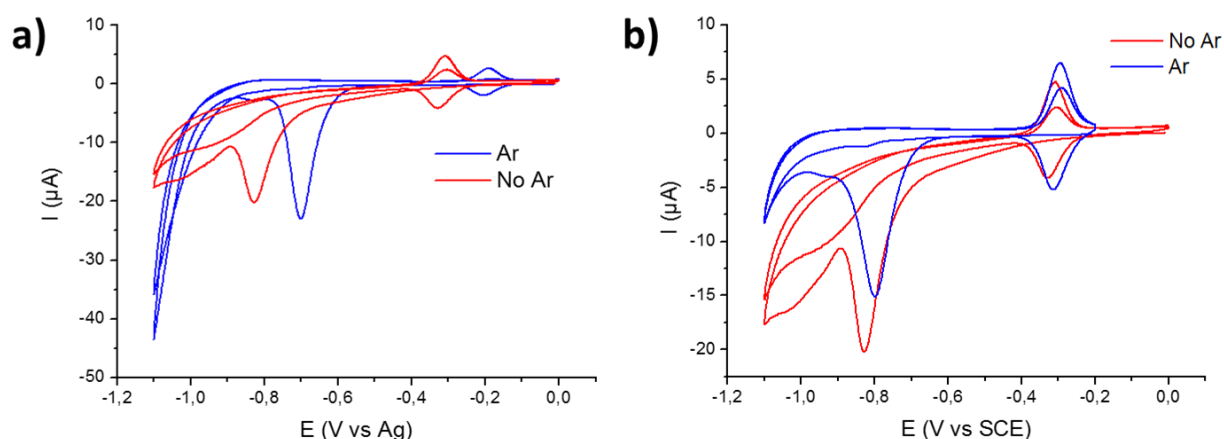 a)
10
0
-10
-20
-30
-40
-50
I (µA)
-1,2
-1,0
-0,8
-0,6
-0,4
-0,2
0,0
E (V vs Ag)
Ar
No Ar
b)
10
5
0
-5
-10
-15
-20
I (µA)
-1,2
-1,0
-0,8
-0,6
-0,4
-0,2
0,0
E (V vs SCE)
No Ar
Ar